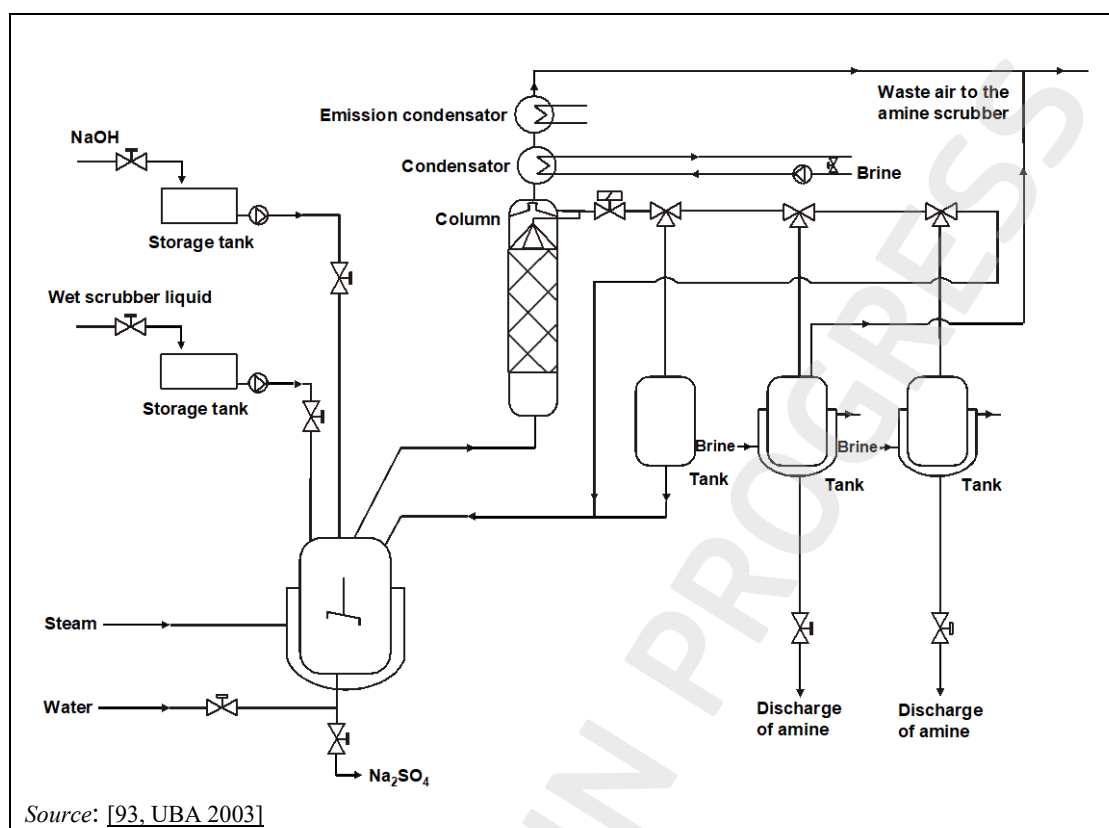 Emission condensator
Waste air to the
amine scrubber
NaOH
Condensator
Brine
Column
Storage tank
Wet scrubber liquid
Storage tank
Brine
Brine
Tank
Tank
Tank
Steam
Water
Discharge
of amine
Discharge
of amine
Na₂SO₄
Source: [93, UBA 2003]
IN PROGRESS